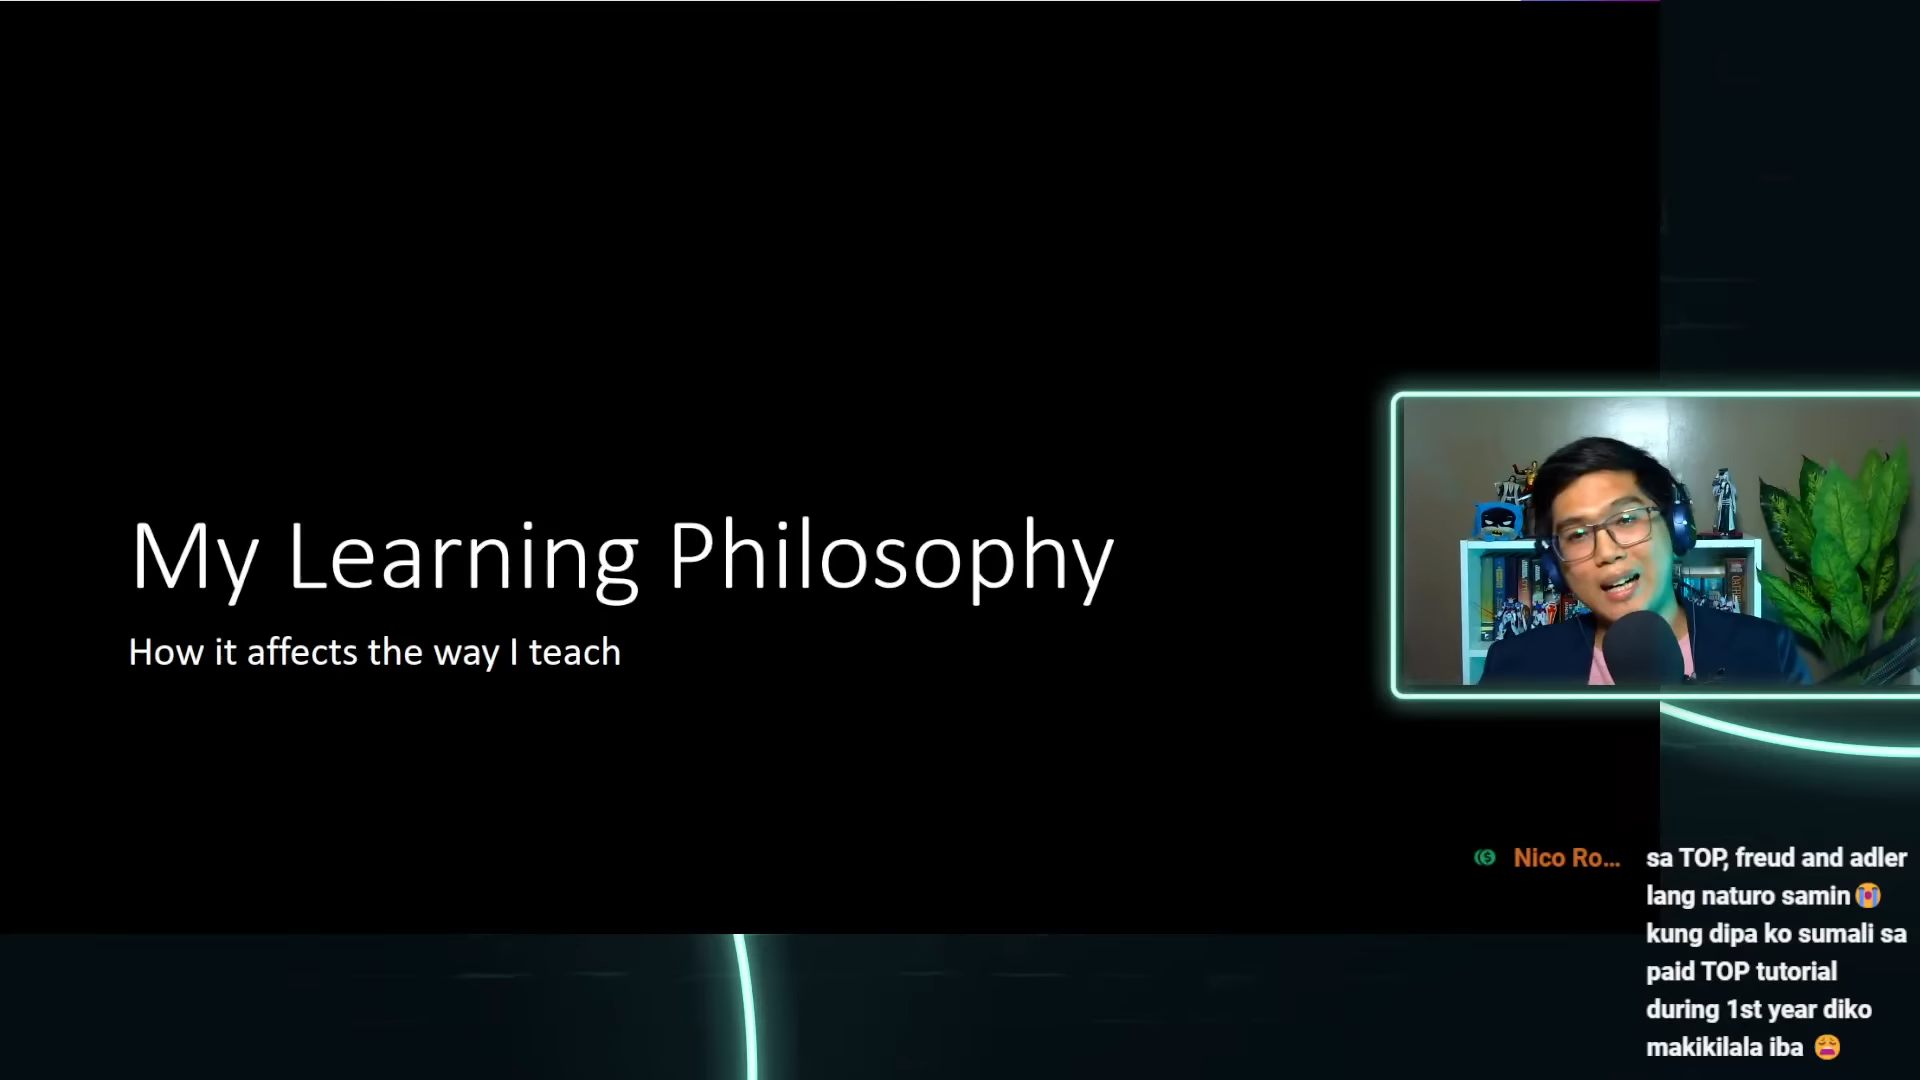 My Learning Philosophy
How it affects the way I teach
Nico Ro...
sa TOP, freud and adler
lang naturo samin😭
kung dipa ko sumali sa
paid TOP tutorial
during 1st year diko
makikilala iba 😩